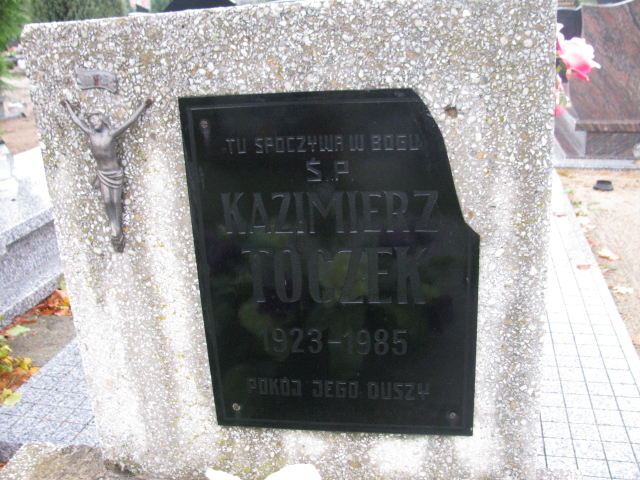 TU SPOCZYWA W BOGU
Ś.P.
KAZIMIERZ
TOCZEK
1923-1985
POKÓJ JEGO DUSZY